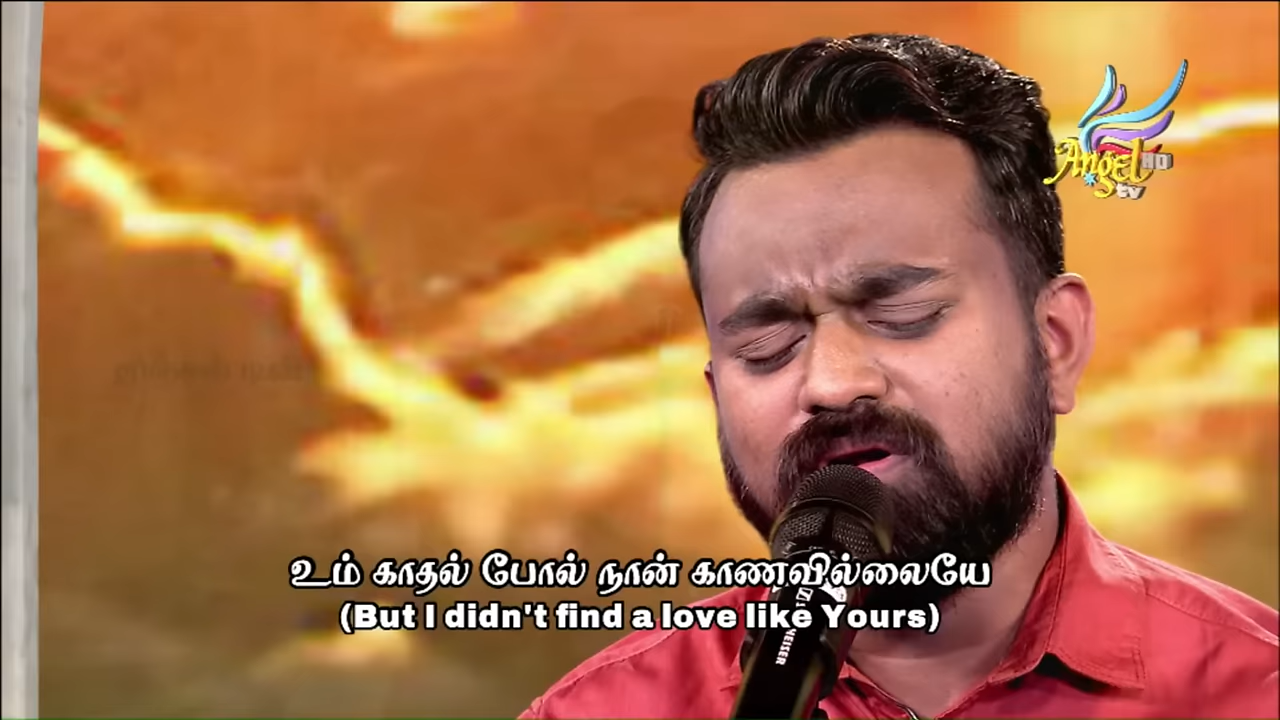 Angel HD
tv
உம் காதல் போல் நான் காணவில்லையே
(But I didn't find a love like Yours)